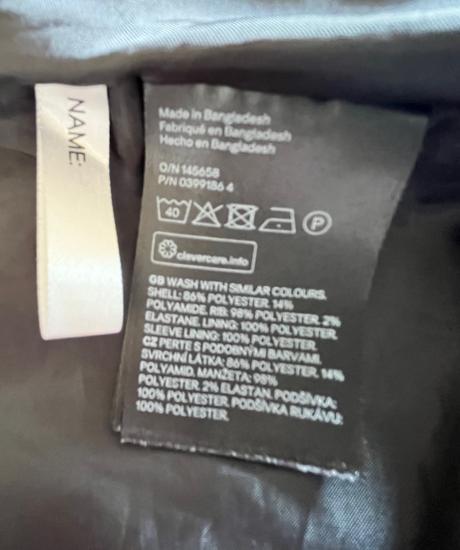 NAME:
Made in Bangladesh
Fabriqué en Bangladesh
Hecho en Bangladesh
O/N 145658
P/N 0399186 4
40
P
clevercare.info
GB WASH WITH SIMILAR COLOURS.
SHELL: 86% POLYESTER. 14%
POLYAMIDE. RIB: 98% POLYESTER. 2%
ELASTANE. LINING: 100% POLYESTER.
SLEEVE LINING: 100% POLYESTER.
CZ PERTE S PODOBNÝMI BARVAMI.
SVRCHNÍ LÁTKA: 86% POLYESTER. 14%
POLYAMID. MANŽETA: 98%
POLYESTER. 2% ELASTAN. PODŠÍVKA:
100% POLYESTER. PODŠÍVKA RUKÁVU:
100% POLYESTER.